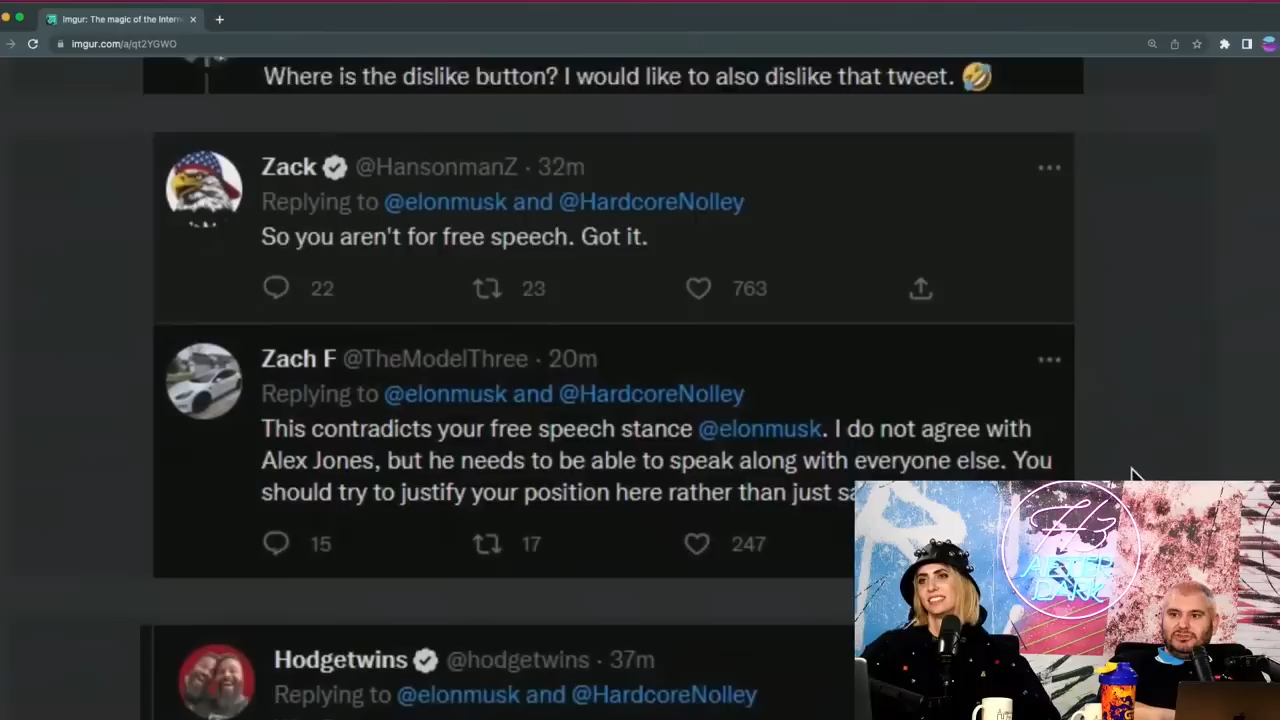 Imgur: The magic of the Intern
imgur.com/a/qt2YGWO
Where is the dislike button? I would like to also dislike that tweet. 🤣
Zack @HansonmanZ · 32m
Replying to @elonmusk and @HardcoreNolley
So you aren't for free speech. Got it.
22 23 763
Zach F @TheModelThree · 20m
Replying to @elonmusk and @HardcoreNolley
This contradicts your free speech stance @elonmusk. I do not agree with
Alex Jones, but he needs to be able to speak along with everyone else. You
should try to justify your position here rather than just
15 17 247
H3
AFTER
DARK
Hodgetwins @hodgetwins · 37m
Replying to @elonmusk and @HardcoreNolley